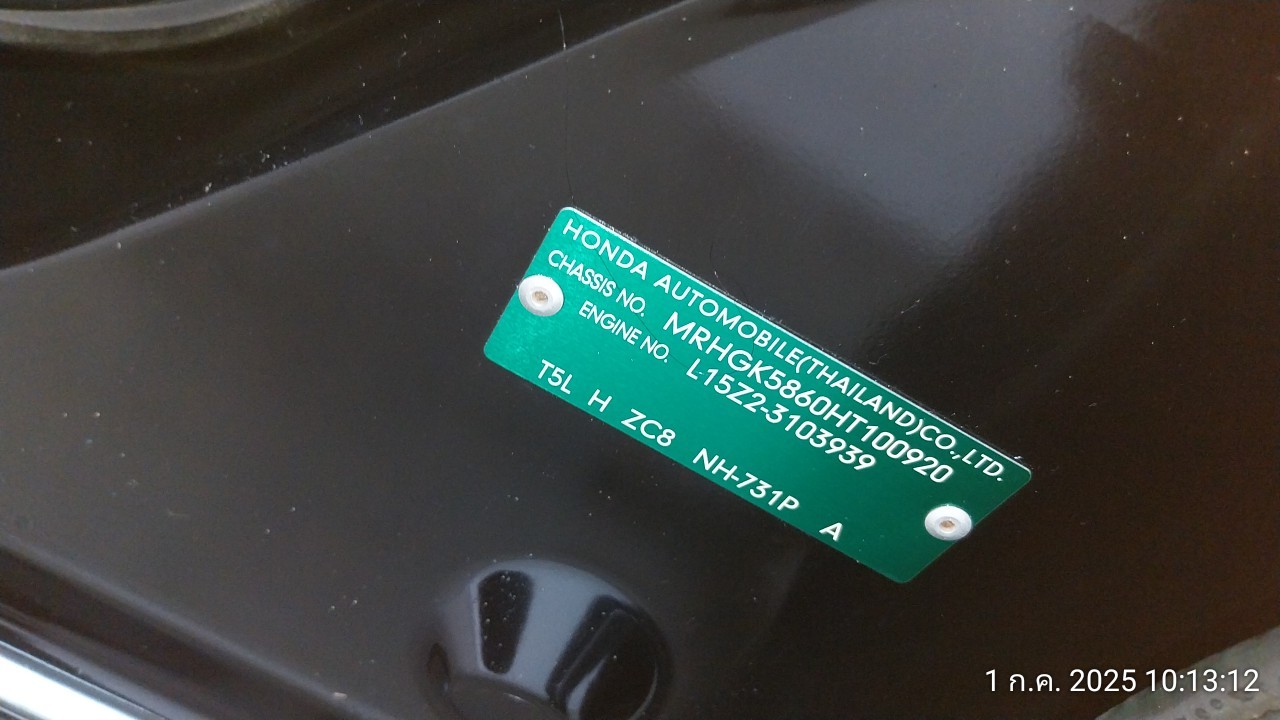 HONDA AUTOMOBILE(THAILAND)CO.,LTD.
CHASSIS NO. MRHGK5860HT100920
ENGINE NO. L15Z2-3103939
T5L H ZC8 NH-731P A
1 ก.ค. 2025 10:13:12